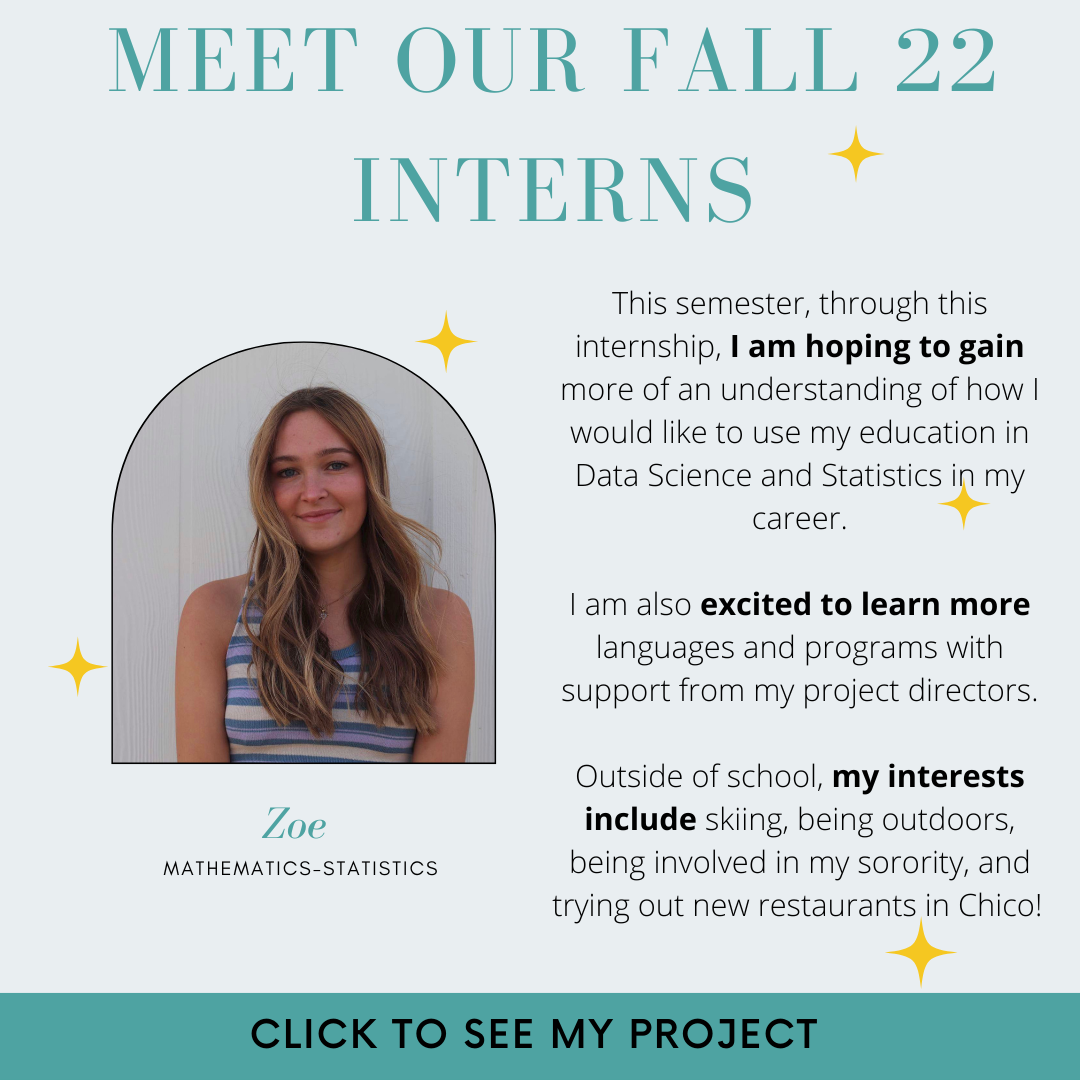 MEET OUR FALL 22
INTERNS
This semester, through this
internship, I am hoping to gain
more of an understanding of how I
would like to use my education in
Data Science and Statistics in my
career.
I am also excited to learn more
languages and programs with
support from my project directors.
Outside of school, my interests
include skiing, being outdoors,
being involved in my sorority, and
trying out new restaurants in Chico!
Zoe
MATHEMATICS-STATISTICS
CLICK TO SEE MY PROJECT